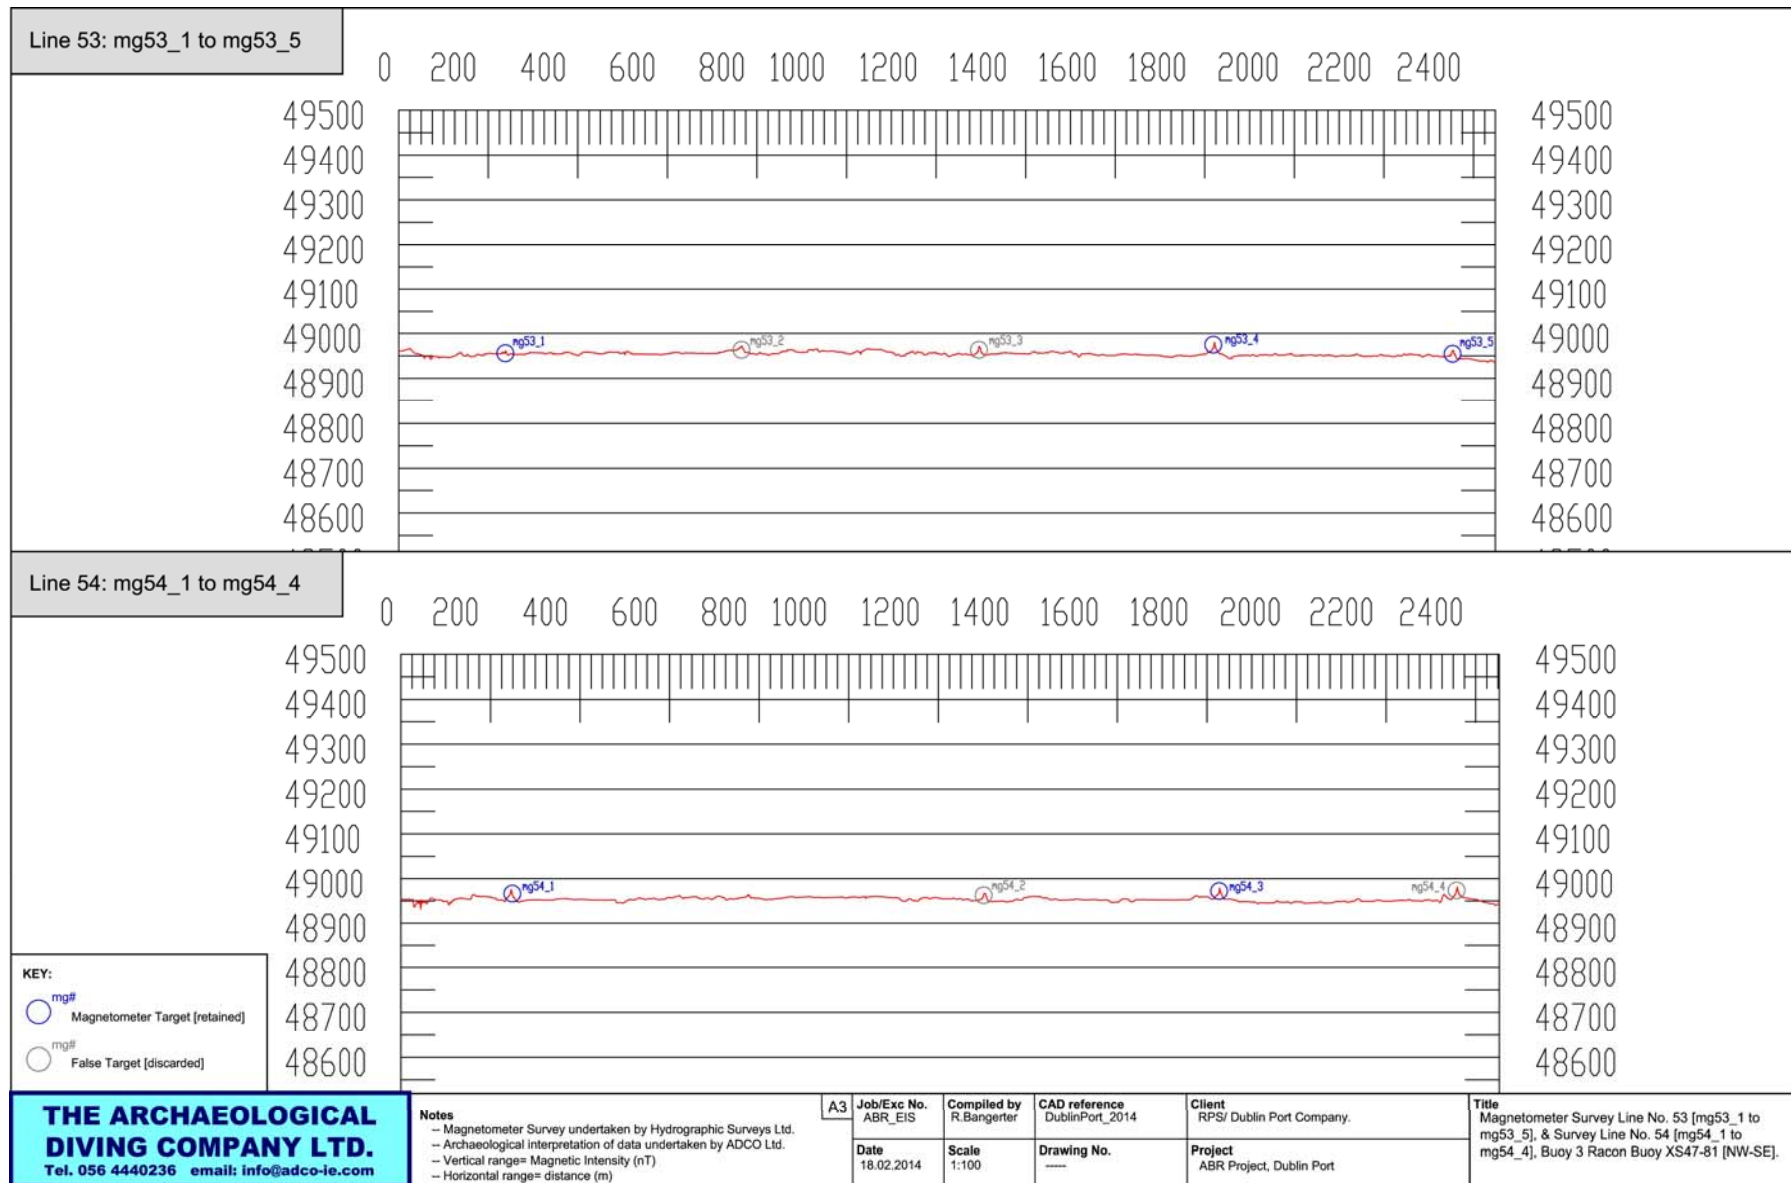 Line 53: mg53_1 to mg53_5
0 200 400 600 800 1000 1200 1400 1600 1800 2000 2200 2400
49500 49500
49400 49400
49300 49300
49200 49200
49100 49100
49000 49000
48900 48900
48800 48800
48700 48700
48600 48600
mg53_1 mg53_2 mg53_3 mg53_4 mg53_5
Line 54: mg54_1 to mg54_4
0 200 400 600 800 1000 1200 1400 1600 1800 2000 2200 2400
49500 49500
49400 49400
49300 49300
49200 49200
49100 49100
49000 49000
48900 48900
48800 48800
48700 48700
48600 48600
mg54_1 mg54_2 mg54_3 mg54_4
KEY:
mg#
Magnetometer Target [retained]
mg#
False Target [discarded]
THE ARCHAEOLOGICAL
DIVING COMPANY LTD.
Tel. 056 4440236 email: info@adco-ie.com
Notes
-- Magnetometer Survey undertaken by Hydrographic Surveys Ltd.
-- Archaeological interpretation of data undertaken by ADCO Ltd.
-- Vertical range= Magnetic Intensity (nT)
-- Horizontal range= distance (m)
A3
Job/Exc No.
ABR_EIS
Compiled by
R.Bangerter
CAD reference
DublinPort_2014
Client
RPS/ Dublin Port Company.
Date
18.02.2014
Scale
1:100
Drawing No.
-----
Project
ABR Project, Dublin Port
Title
Magnetometer Survey Line No. 53 [mg53_1 to
mg53_5], & Survey Line No. 54 [mg54_1 to
mg54_4], Buoy 3 Racon Buoy XS47-81 [NW-SE].